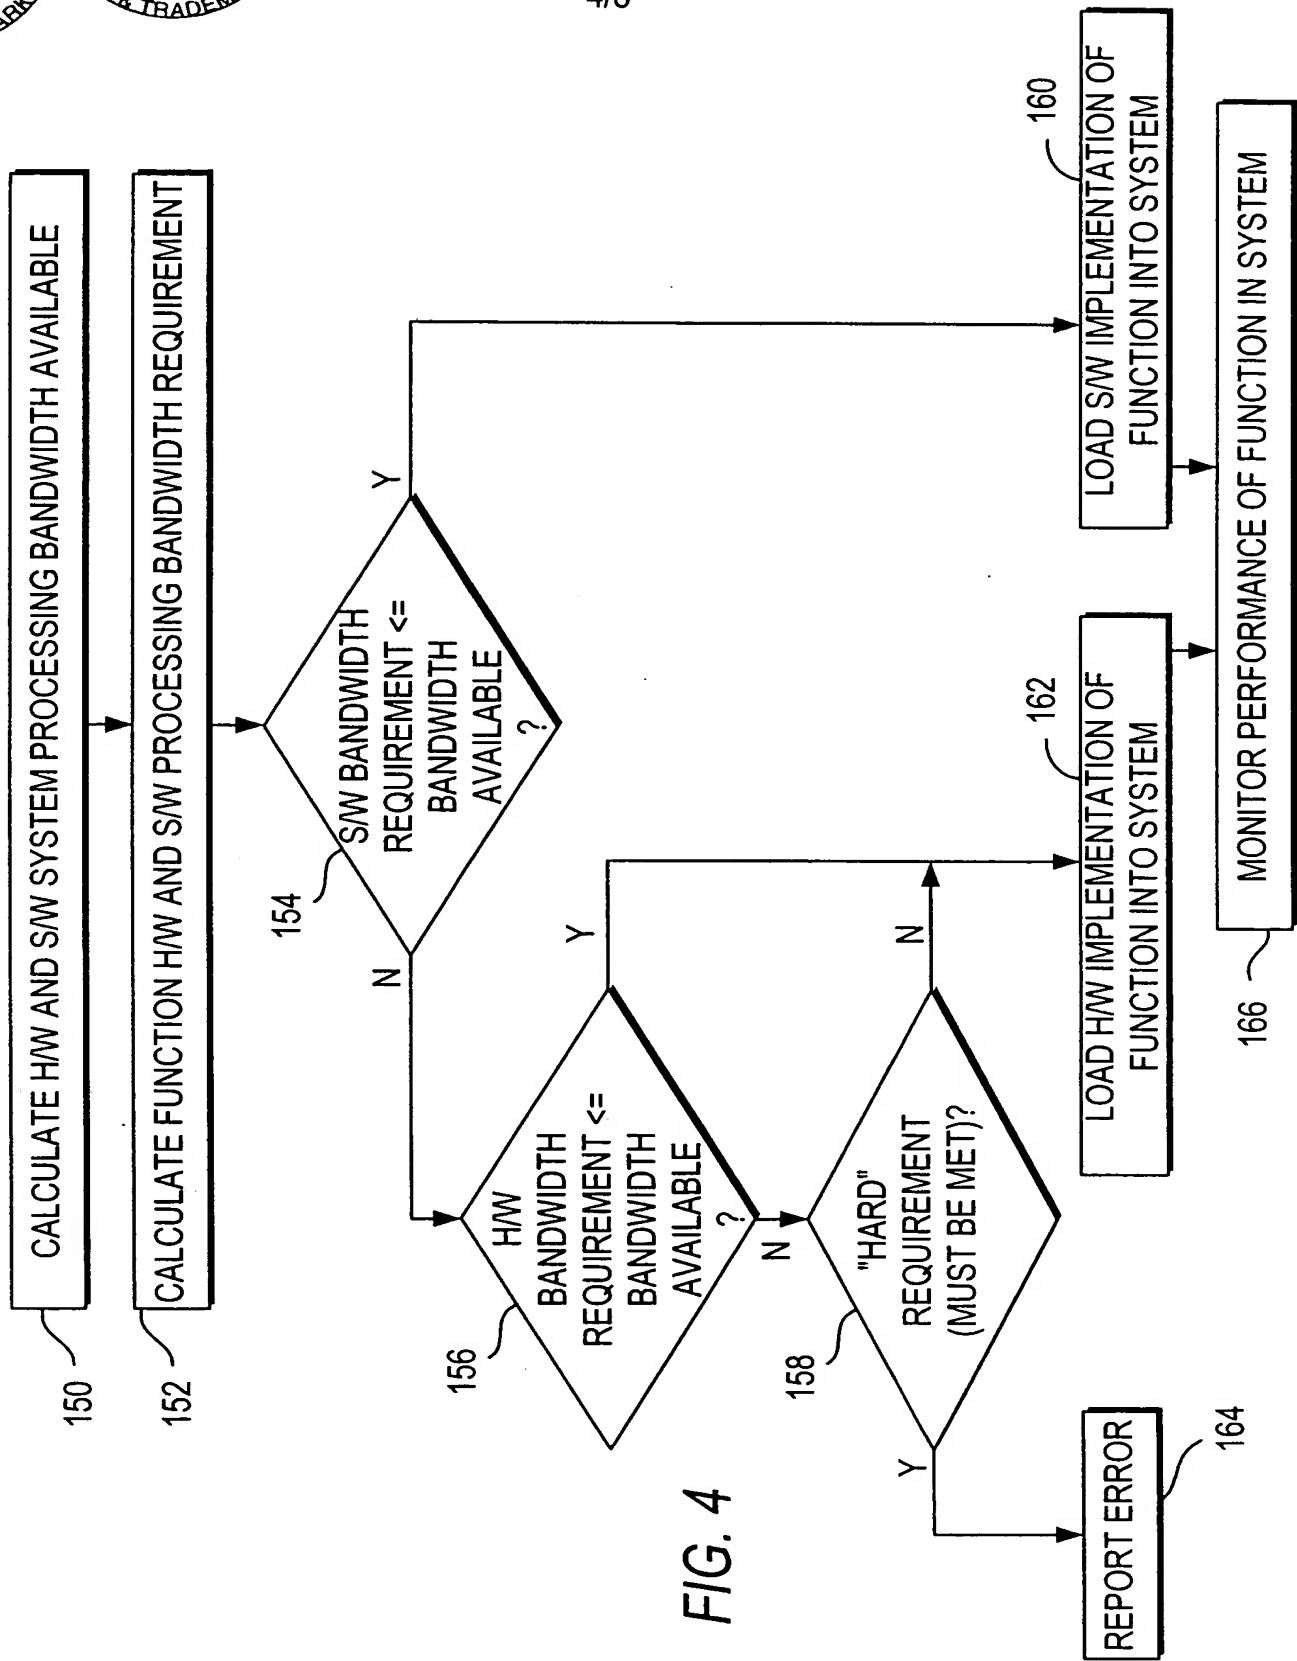 & TRADEM
CALCULATE H/W AND S/W SYSTEM PROCESSING BANDWIDTH AVAILABLE
150
CALCULATE FUNCTION H/W AND S/W PROCESSING BANDWIDTH REQUIREMENT
152
S/W BANDWIDTH
REQUIREMENT <=
BANDWIDTH
AVAILABLE
?
154
N
Y
H/W
BANDWIDTH
REQUIREMENT <=
BANDWIDTH
AVAILABLE
?
156
Y
N
"HARD"
REQUIREMENT
(MUST BE MET)?
158
Y
N
REPORT ERROR
164
LOAD H/W IMPLEMENTATION OF
FUNCTION INTO SYSTEM
162
LOAD S/W IMPLEMENTATION OF
FUNCTION INTO SYSTEM
160
MONITOR PERFORMANCE OF FUNCTION IN SYSTEM
166
FIG. 4